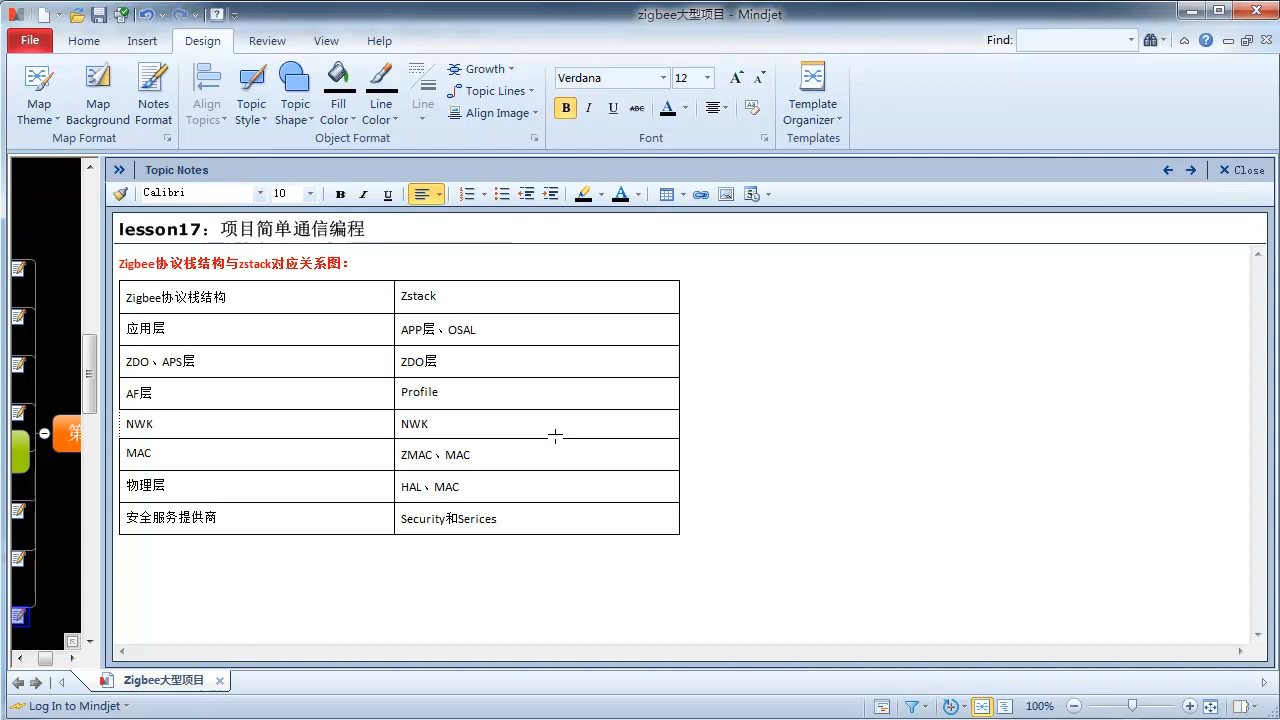 zigbee大型项目 - Mindjet
File Home Insert Design Review View Help Find:
Map Theme Map Background Notes Format
Map Format
Align Topics Topic Style Topic Shape Fill Color Line Color Line Growth Topic Lines Align Image
Object Format
Verdana 12
B I U ABC A
Font
Template Organizer
Templates
Topic Notes Close
Calibri 10 B I U A
lesson17：项目简单通信编程
Zigbee协议栈结构与zstack对应关系图：
Zigbee协议栈结构 Zstack
应用层 APP层、OSAL
ZDO、APS层 ZDO层
AF层 Profile
NWK NWK
MAC ZMAC、MAC
物理层 HAL、MAC
安全服务提供商 Security和Serices
第
Zigbee大型项目
Log In to Mindjet 100%